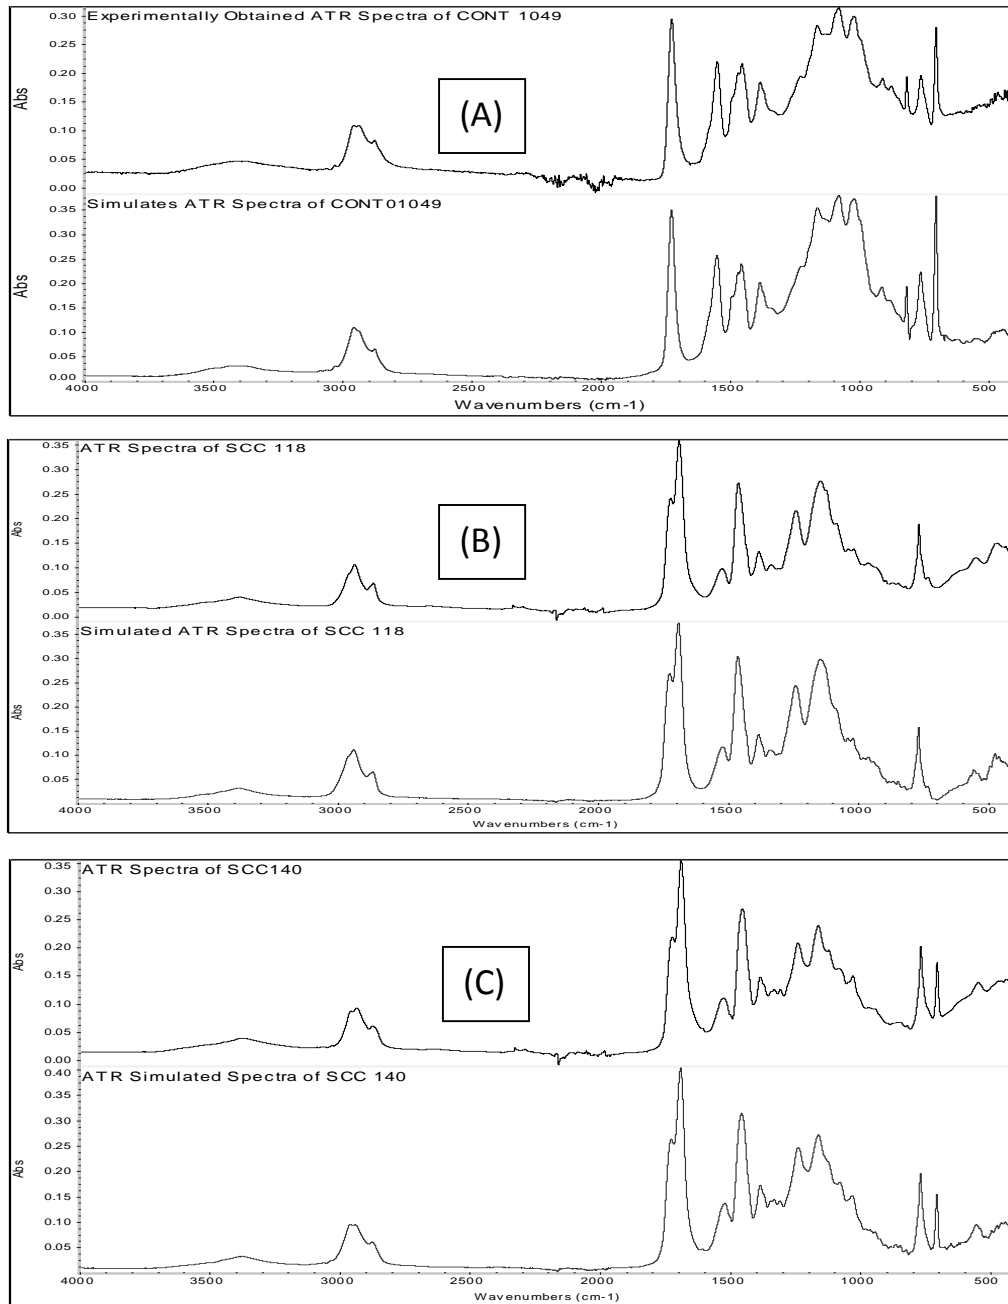 Experimentally Obtained ATR Spectra of CONT 1049
0.30
0.25
0.20
0.15
0.10
0.05
0.00
Abs
(A)
Simulates ATR Spectra of CONT01049
0.35
0.30
0.25
0.20
0.15
0.10
0.05
0.00
Abs
4000 3500 3000 2500 2000 1500 1000 500
Wavenumbers (cm-1)
ATR Spectra of SCC 118
0.35
0.30
0.25
0.20
0.15
0.10
0.05
0.00
Abs
(B)
Simulated ATR Spectra of SCC 118
0.35
0.30
0.25
0.20
0.15
0.10
0.05
Abs
4000 3500 3000 2500 2000 1500 1000 500
Wavenumbers (cm-1)
ATR Spectra of SCC140
0.35
0.30
0.25
0.20
0.15
0.10
0.05
0.00
Abs
(C)
ATR Simulated Spectra of SCC 140
0.40
0.35
0.30
0.25
0.20
0.15
0.10
0.05
Abs
4000 3500 3000 2500 2000 1500 1000 500
Wavenumbers (cm-1)